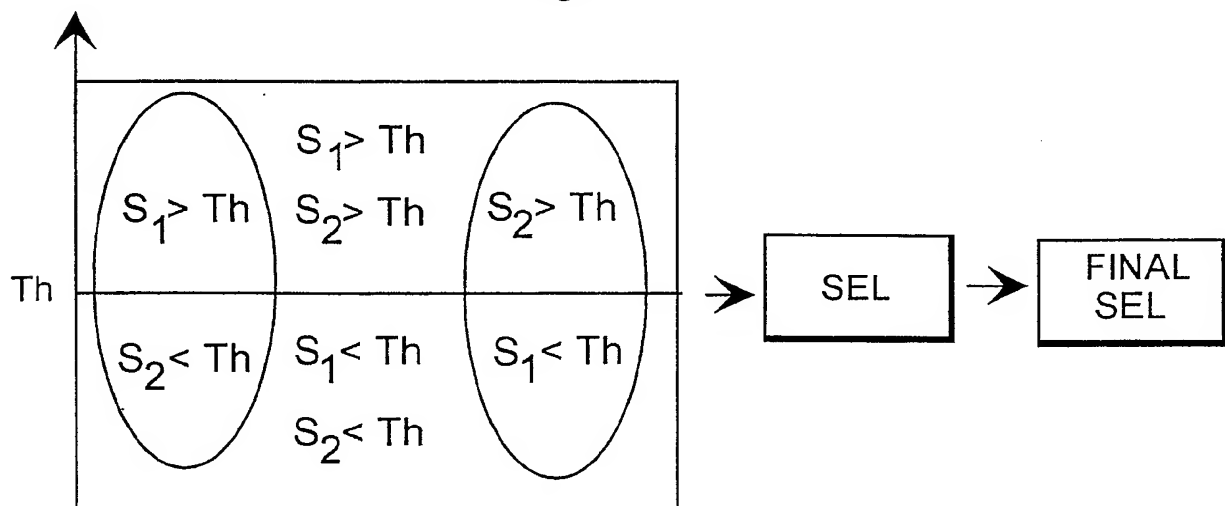 S₁> Th
S₂> Th
S₁> Th
S₂> Th
Th
S₂< Th
S₁< Th
S₁< Th
S₂< Th
SEL
FINAL
SEL